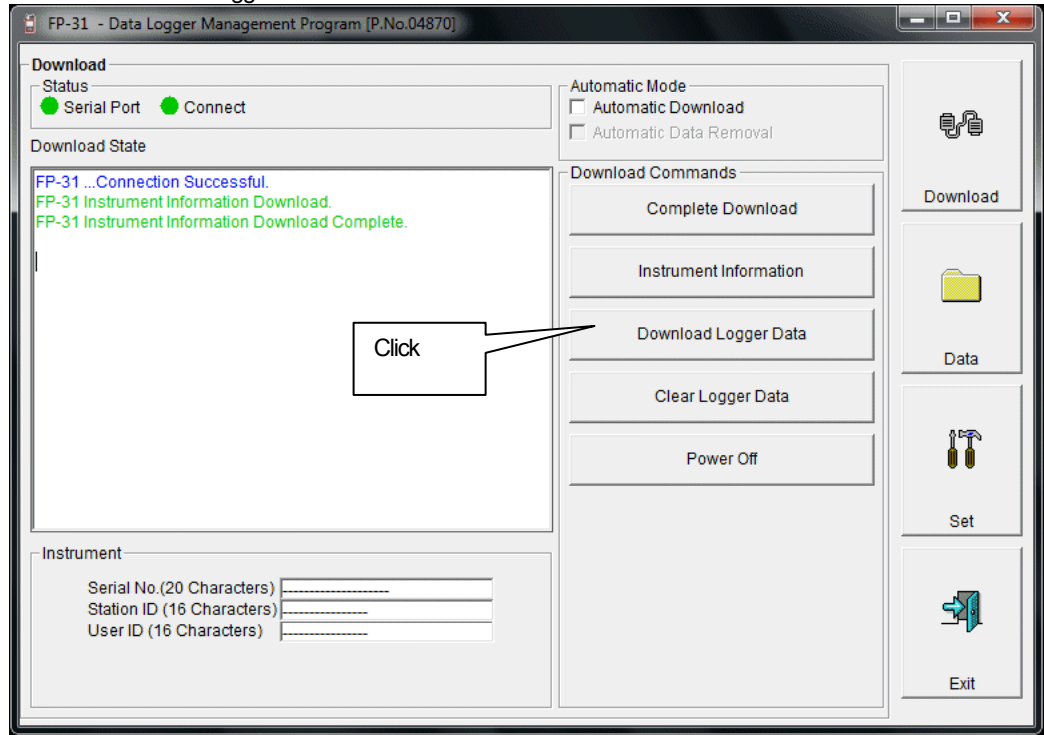 FP-31 - Data Logger Management Program [P.No.04870]
Download
Status
Serial Port Connect
Download State
FP-31 ...Connection Successful.
FP-31 Instrument Information Download.
FP-31 Instrument Information Download Complete.
Click
Instrument
Serial No.(20 Characters) --------------------
Station ID (16 Characters) ----------------
User ID (16 Characters) ----------------
Automatic Mode
Automatic Download
Automatic Data Removal
Download Commands
Complete Download
Instrument Information
Download Logger Data
Clear Logger Data
Power Off
Download
Data
Set
Exit